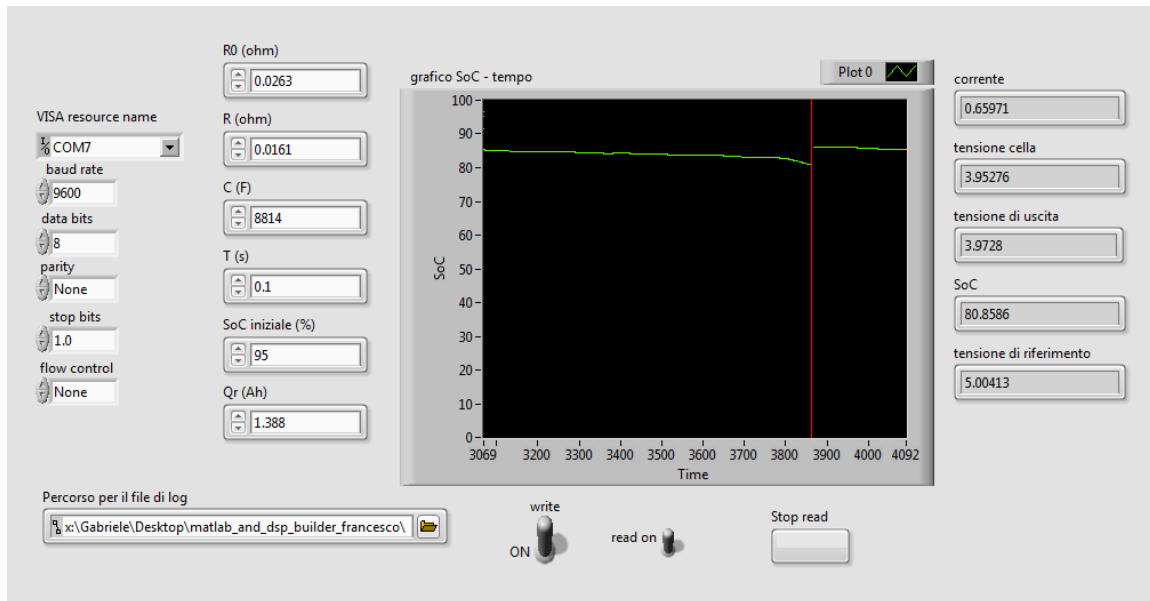 VISA resource name
COM7
baud rate
9600
data bits
8
parity
None
stop bits
1.0
flow control
None
R0 (ohm)
0.0263
R (ohm)
0.0161
C (F)
8814
T (s)
0.1
SoC iniziale (%)
95
Qr (Ah)
1.388
grafico SoC - tempo
Plot 0
SoC
100
90
80
70
60
50
40
30
20
10
0
3069 3200 3300 3400 3500 3600 3700 3800 3900 4000 4092
Time
corrente
0.65971
tensione cella
3.95276
tensione di uscita
3.9728
SoC
80.8586
tensione di riferimento
5.00413
Percorso per il file di log
x:\Gabriele\Desktop\matlab_and_dsp_builder_francesco\
write
ON
read on
Stop read